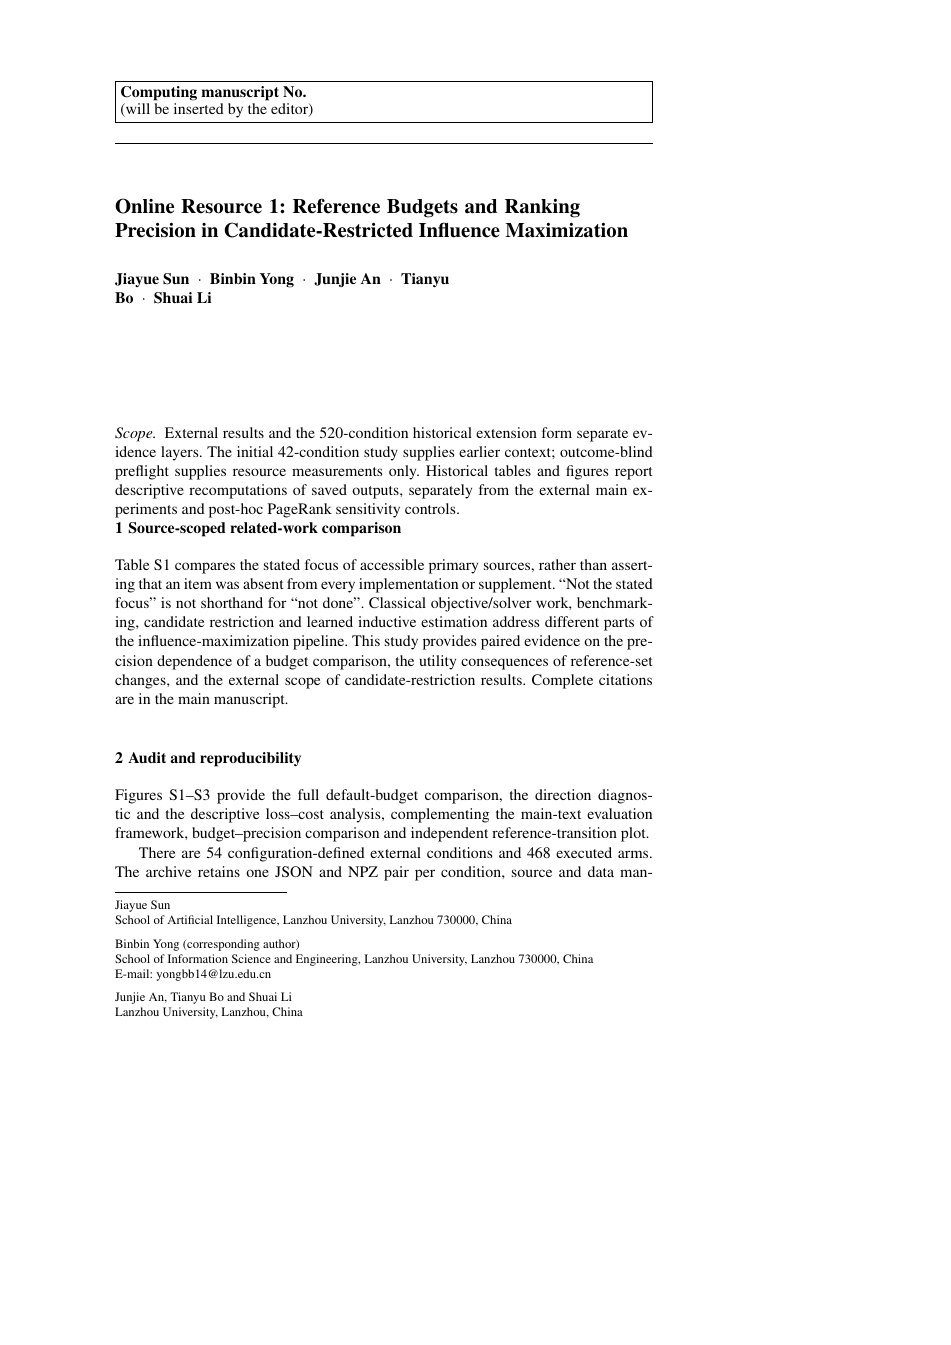 Computing manuscript No.
(will be inserted by the editor)
Online Resource 1: Reference Budgets and Ranking
Precision in Candidate-Restricted Influence Maximization
Jiayue Sun · Binbin Yong · Junjie An · Tianyu
Bo · Shuai Li
Scope. External results and the 520-condition historical extension form separate ev-
idence layers. The initial 42-condition study supplies earlier context; outcome-blind
preflight supplies resource measurements only. Historical tables and figures report
descriptive recomputations of saved outputs, separately from the external main ex-
periments and post-hoc PageRank sensitivity controls.
1 Source-scoped related-work comparison
Table S1 compares the stated focus of accessible primary sources, rather than assert-
ing that an item was absent from every implementation or supplement. “Not the stated
focus” is not shorthand for “not done”. Classical objective/solver work, benchmark-
ing, candidate restriction and learned inductive estimation address different parts of
the influence-maximization pipeline. This study provides paired evidence on the pre-
cision dependence of a budget comparison, the utility consequences of reference-set
changes, and the external scope of candidate-restriction results. Complete citations
are in the main manuscript.
2 Audit and reproducibility
Figures S1–S3 provide the full default-budget comparison, the direction diagnos-
tic and the descriptive loss–cost analysis, complementing the main-text evaluation
framework, budget–precision comparison and independent reference-transition plot.
There are 54 configuration-defined external conditions and 468 executed arms.
The archive retains one JSON and NPZ pair per condition, source and data man-
Jiayue Sun
School of Artificial Intelligence, Lanzhou University, Lanzhou 730000, China
Binbin Yong (corresponding author)
School of Information Science and Engineering, Lanzhou University, Lanzhou 730000, China
E-mail: yongbb14@lzu.edu.cn
Junjie An, Tianyu Bo and Shuai Li
Lanzhou University, Lanzhou, China